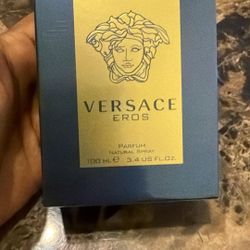 VERSACE
EROS
PARFUM
NATURAL SPRAY
100 ML ℮ 3.4 US FL.OZ.